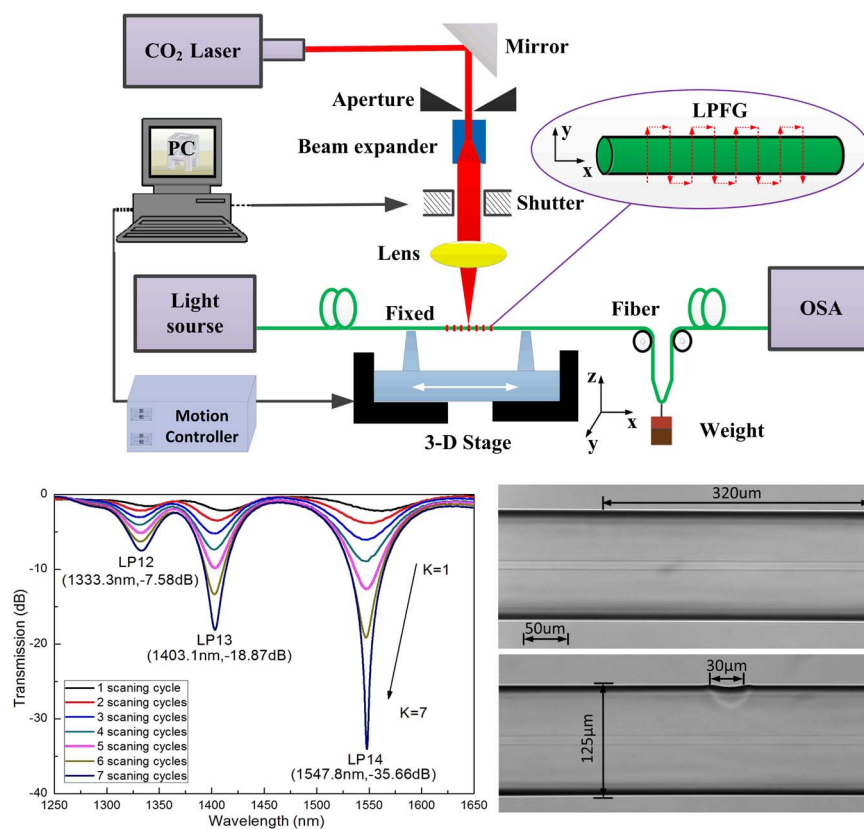 CO₂ Laser
Mirror
Aperture
LPFG
y
x
PC
Beam expander
Shutter
Lens
Light
sourse
Fixed
Fiber
OSA
Motion
Controller
z
x
y
3-D Stage
Weight
0
-10
-20
-30
-40
Transmission (dB)
LP12
(1333.3nm,-7.58dB)
LP13
(1403.1nm,-18.87dB)
K=1
K=7
LP14
(1547.8nm,-35.66dB)
1 scaning cycle
2 scaning cycles
3 scaning cycles
4 scaning cycles
5 scaning cycles
6 scaning cycles
7 scaning cycles
1250 1300 1350 1400 1450 1500 1550 1600 1650
Wavelength (nm)
320um
50um
30μm
125μm